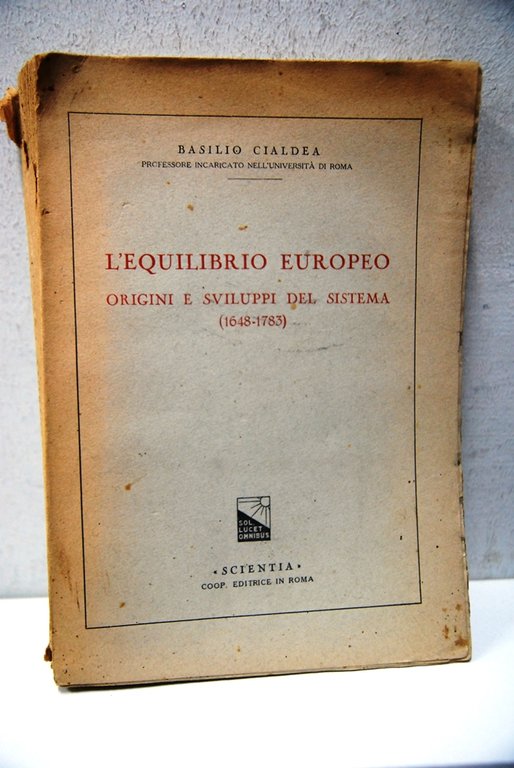 BASILIO CIALDEA
PROFESSORE INCARICATO NELL'UNIVERSITÀ DI ROMA
L'EQUILIBRIO EUROPEO
ORIGINI E SVILUPPI DEL SISTEMA
(1648-1783)
SOL
LUCET
OMNIBUS
«SCIENTIA»
COOP. EDITRICE IN ROMA